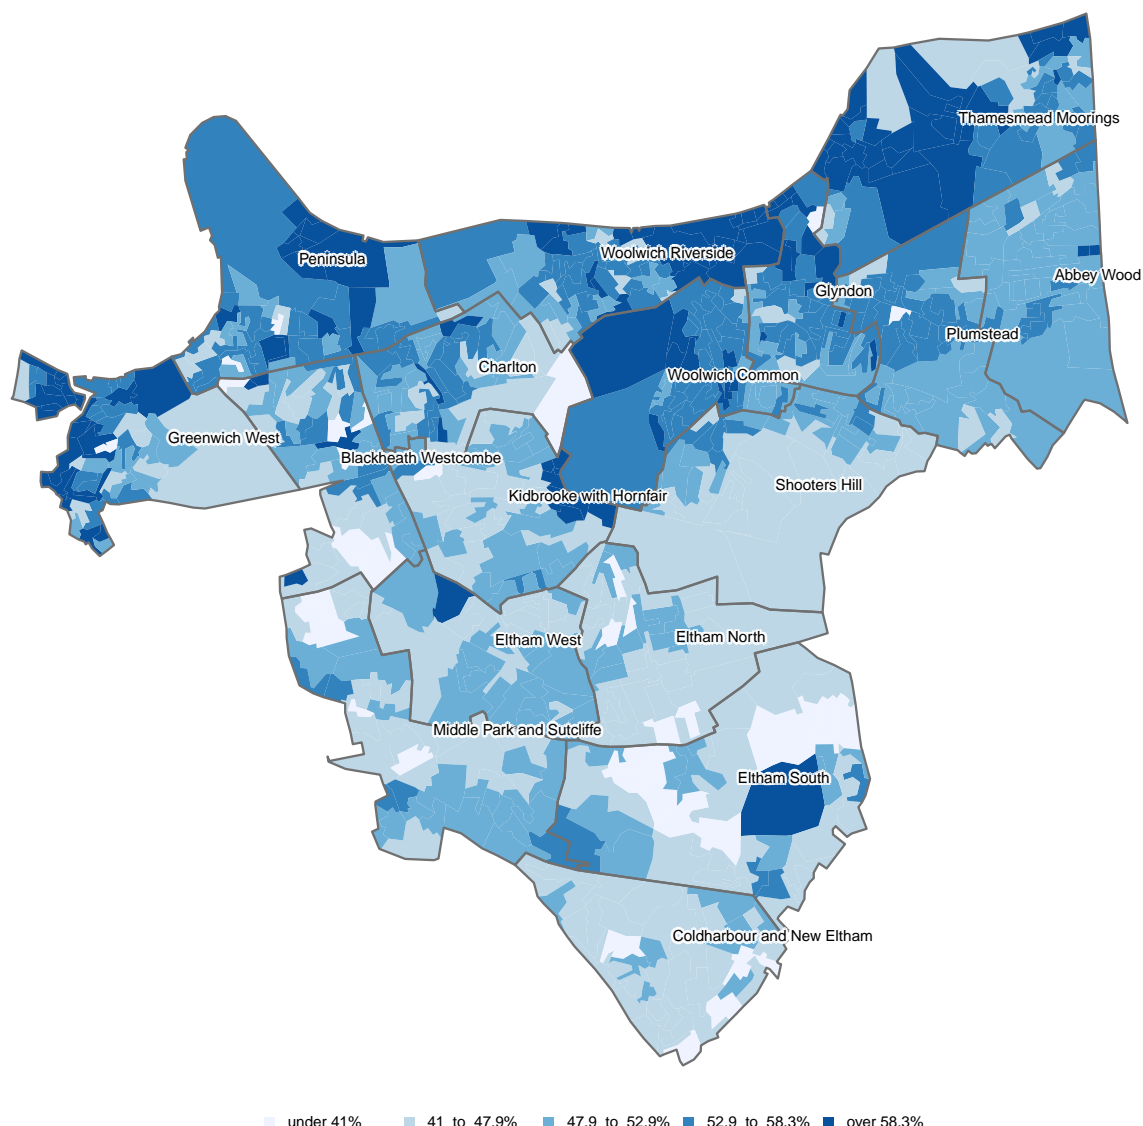 Thamesmead Moorings
Peninsula
Woolwich Riverside
Abbey Wood
Glyndon
Plumstead
Charlton
Woolwich Common
Greenwich West
Blackheath Westcombe
Shooters Hill
Kidbrooke with Hornfair
Eltham West
Eltham North
Middle Park and Sutcliffe
Eltham South
Coldharbour and New Eltham
under 41% 41 to 47.9% 47.9 to 52.9% 52.9 to 58.3% over 58.3%